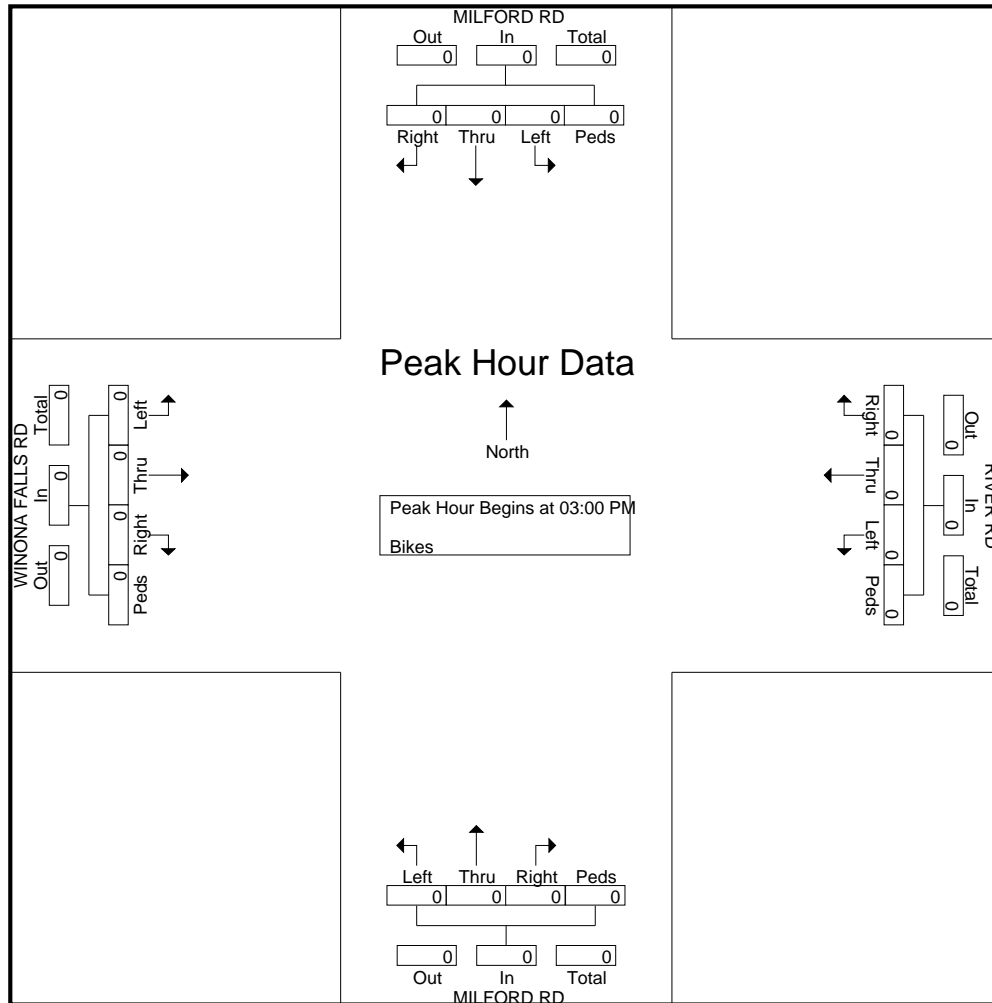 MILFORD RD
Out In Total
0 0 0
0 0 0 0
Right Thru Left Peds
Peak Hour Data
North
Peak Hour Begins at 03:00 PM
Bikes
WINONA FALLS RD
Total In Out
0 0 0
0 0 0 0
Left Thru Right Peds
RIVER RD
Out In Total
0 0 0
0 0 0 0
Right Thru Left Peds
Left Thru Right Peds
0 0 0 0
0 0 0
Out In Total
MILFORD RD